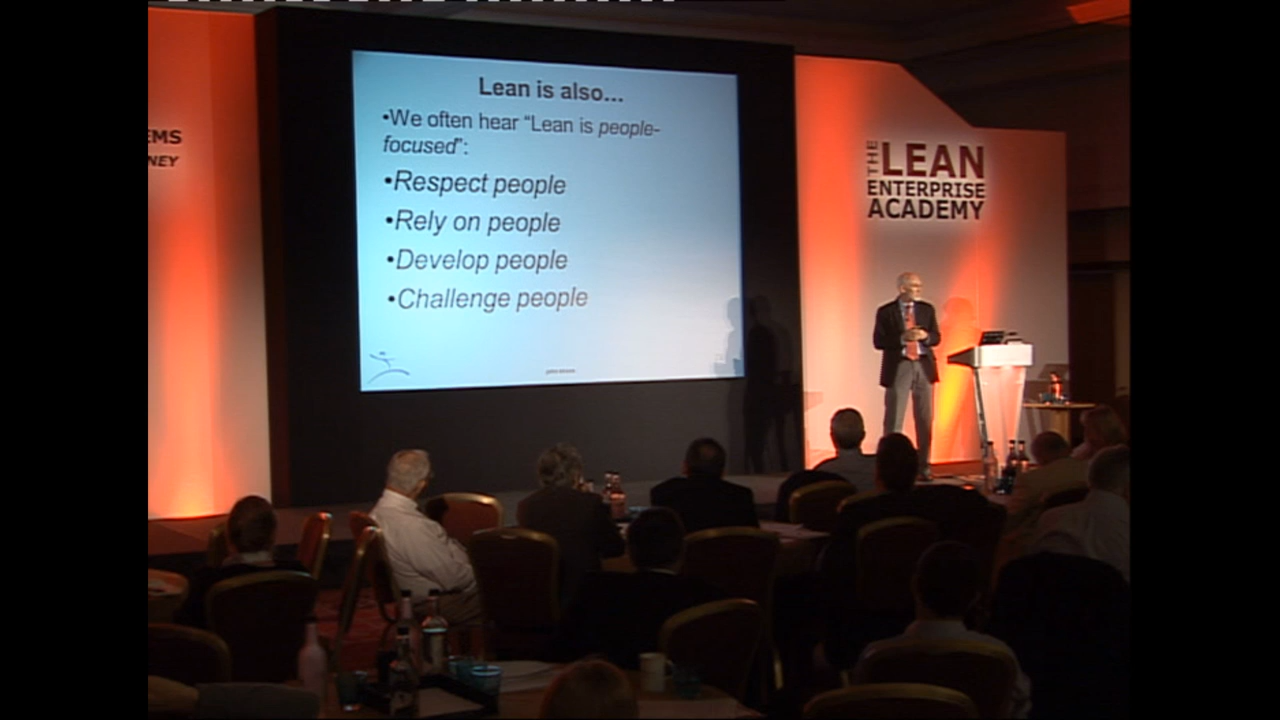 EMS
NEY
Lean is also...
•We often hear “Lean is people-
focused”:
•Respect people
•Rely on people
•Develop people
•Challenge people
THE LEAN
ENTERPRISE
ACADEMY